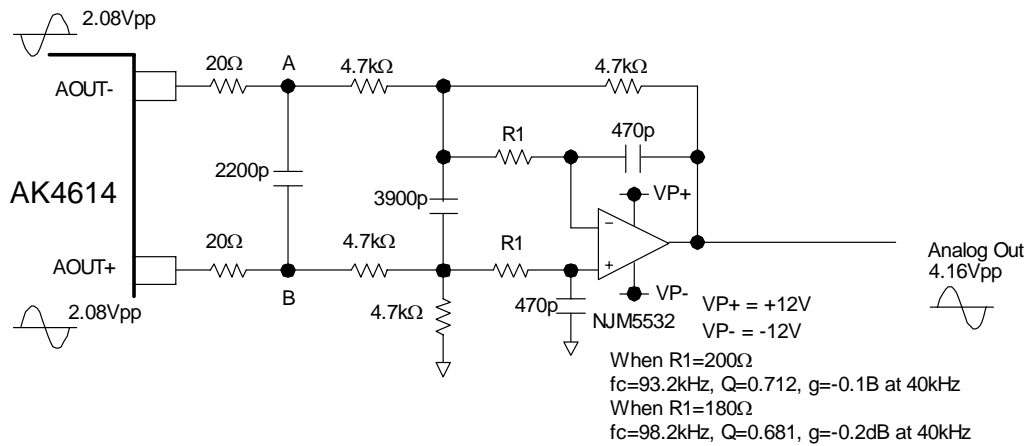 2.08Vpp
20Ω
A
4.7kΩ
4.7kΩ
AOUT-
R1
470p
2200p
VP+
AK4614
3900p
−
20Ω
4.7kΩ
R1
+
AOUT+
B
VP-
Analog Out
4.16Vpp
2.08Vpp
4.7kΩ
470p
NJM5532
VP+ = +12V
VP- = -12V
When R1=200Ω
fc=93.2kHz, Q=0.712, g=-0.1B at 40kHz
When R1=180Ω
fc=98.2kHz, Q=0.681, g=-0.2dB at 40kHz